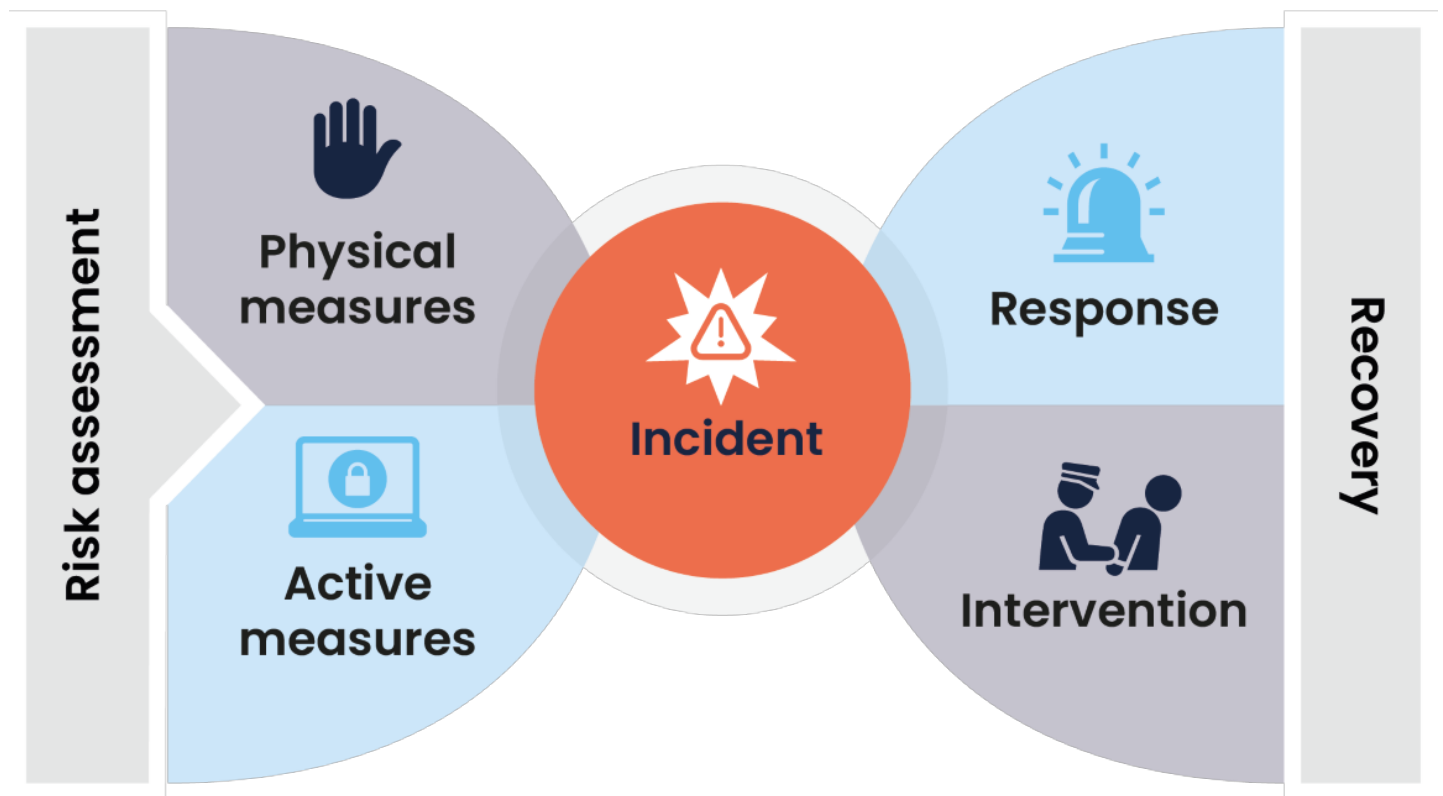 Risk assessment
Physical
measures
Active
measures
Incident
Response
Intervention
Recovery